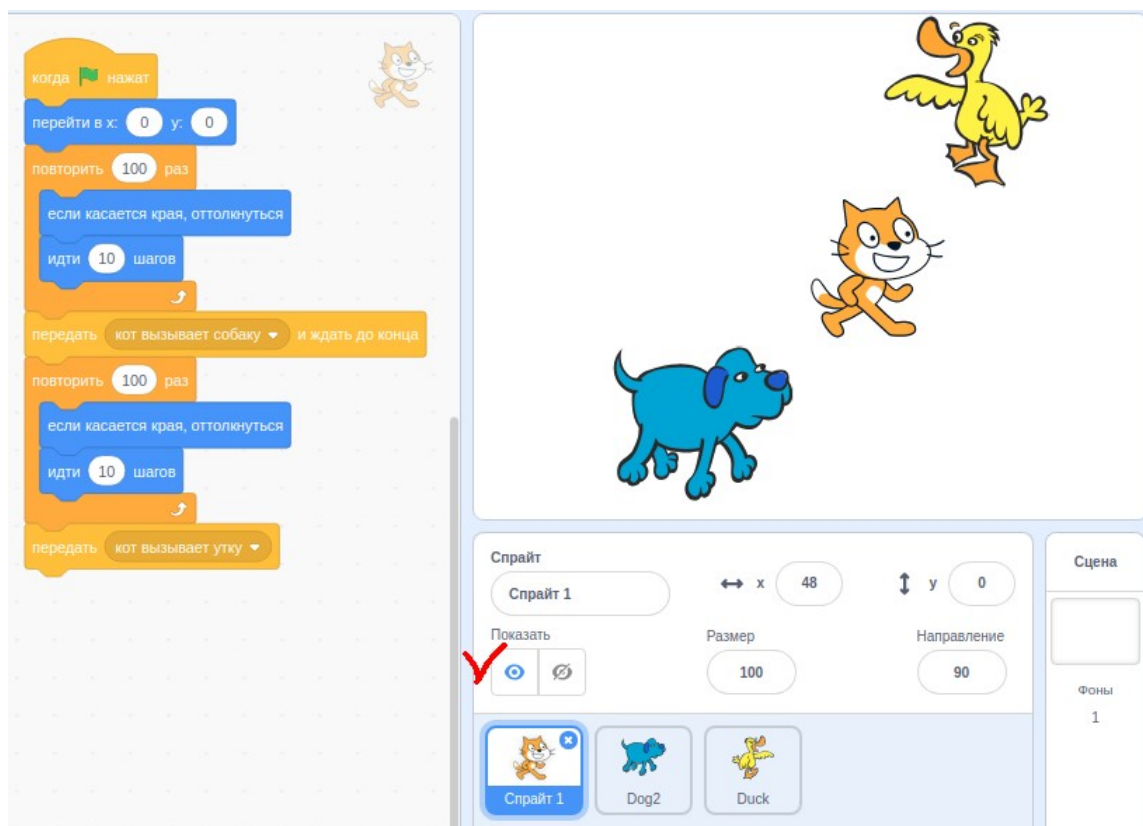 когда нажат
перейти в x: 0 y: 0
повторить 100 раз
если касается края, оттолкнуться
идти 10 шагов
передать кот вызывает собаку и ждать до конца
повторить 100 раз
если касается края, оттолкнуться
идти 10 шагов
передать кот вызывает утку
Спрайт
Спрайт 1
x 48
y 0
Показать
Размер
100
Направление
90
Спрайт 1
Dog2
Duck
Сцена
Фоны
1